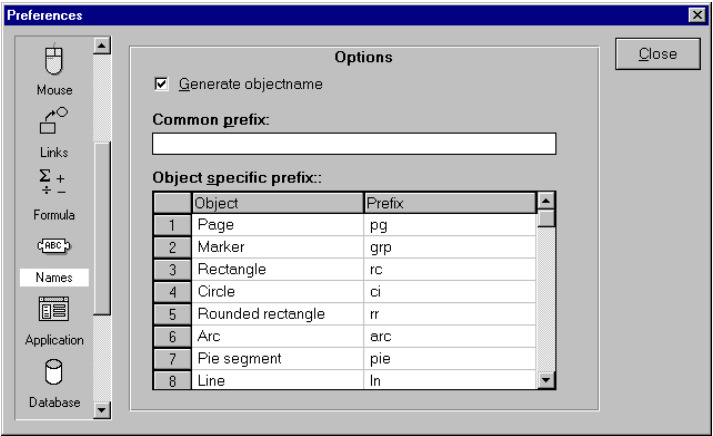 Preferences
Mouse
Links
Σ +
÷ −
Formula
ABC
Names
Application
Database
Options
Generate objectname
Common prefix:
Object specific prefix::
Object Prefix
1 Page pg
2 Marker grp
3 Rectangle rc
4 Circle ci
5 Rounded rectangle rr
6 Arc arc
7 Pie segment pie
8 Line ln
Close